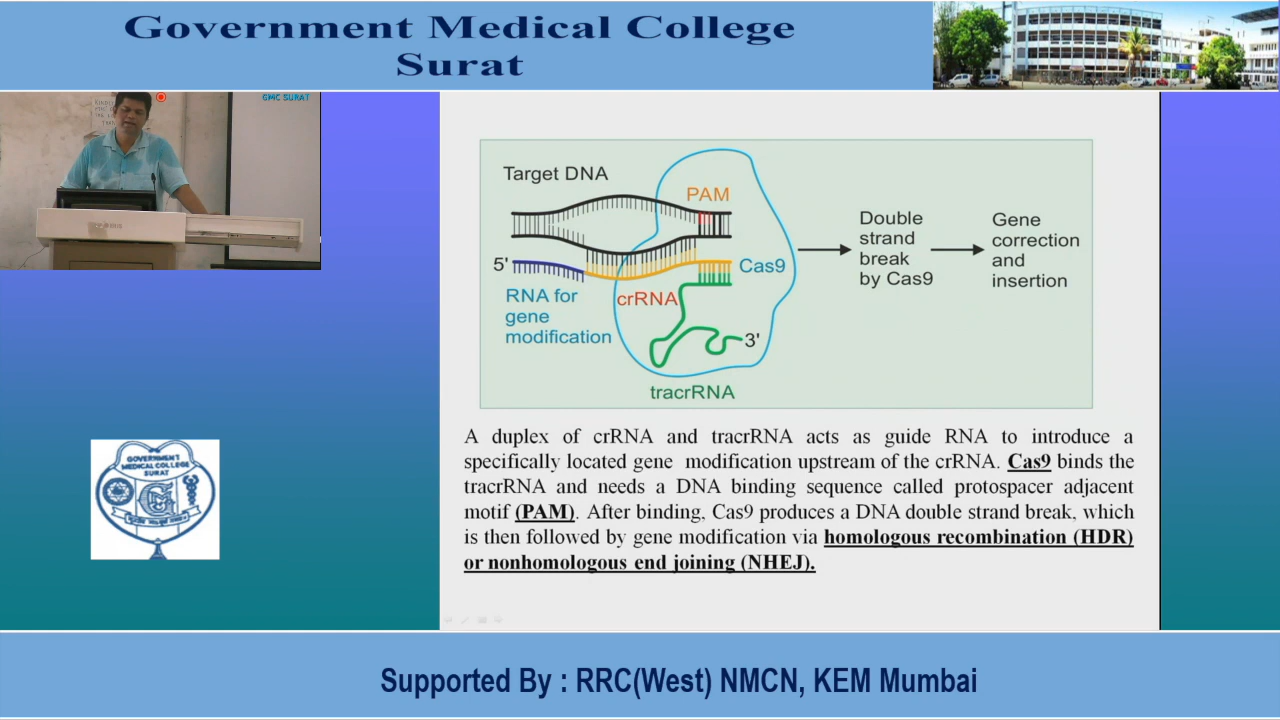 Government Medical College
Surat
GMC SURAT
Target DNA
PAM
5'
Cas9
RNA for
gene
modification
crRNA
3'
tracrRNA
Double
strand
break
by Cas9
Gene
correction
and
insertion
A duplex of crRNA and tracrRNA acts as guide RNA to introduce a
specifically located gene modification upstream of the crRNA. Cas9 binds the
tracrRNA and needs a DNA binding sequence called protospacer adjacent
motif (PAM). After binding, Cas9 produces a DNA double strand break, which
is then followed by gene modification via homologous recombination (HDR)
or nonhomologous end joining (NHEJ).
GOVERNMENT
MEDICAL COLLEGE
SURAT
Supported By : RRC(West) NMCN, KEM Mumbai